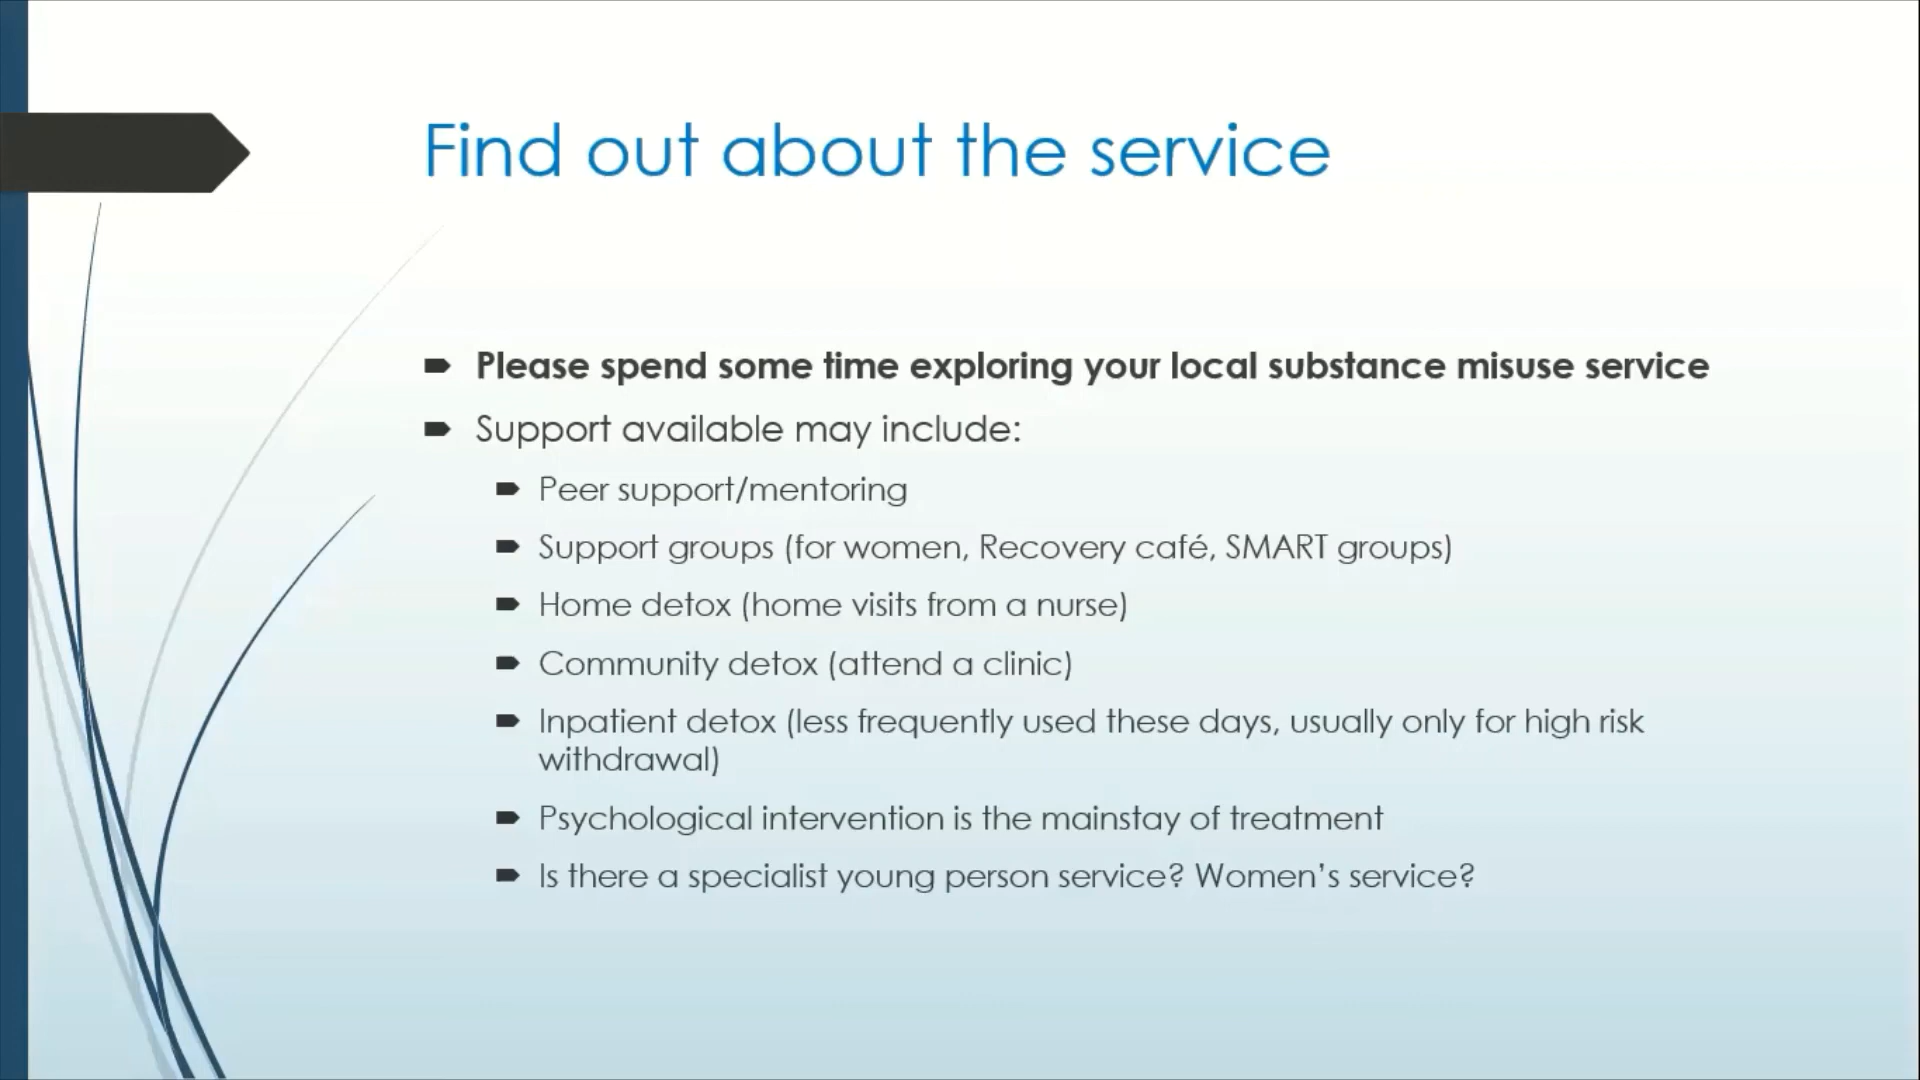 Find out about the service
Please spend some time exploring your local substance misuse service
Support available may include:
Peer support/mentoring
Support groups (for women, Recovery café, SMART groups)
Home detox (home visits from a nurse)
Community detox (attend a clinic)
Inpatient detox (less frequently used these days, usually only for high risk
withdrawal)
Psychological intervention is the mainstay of treatment
Is there a specialist young person service? Women’s service?